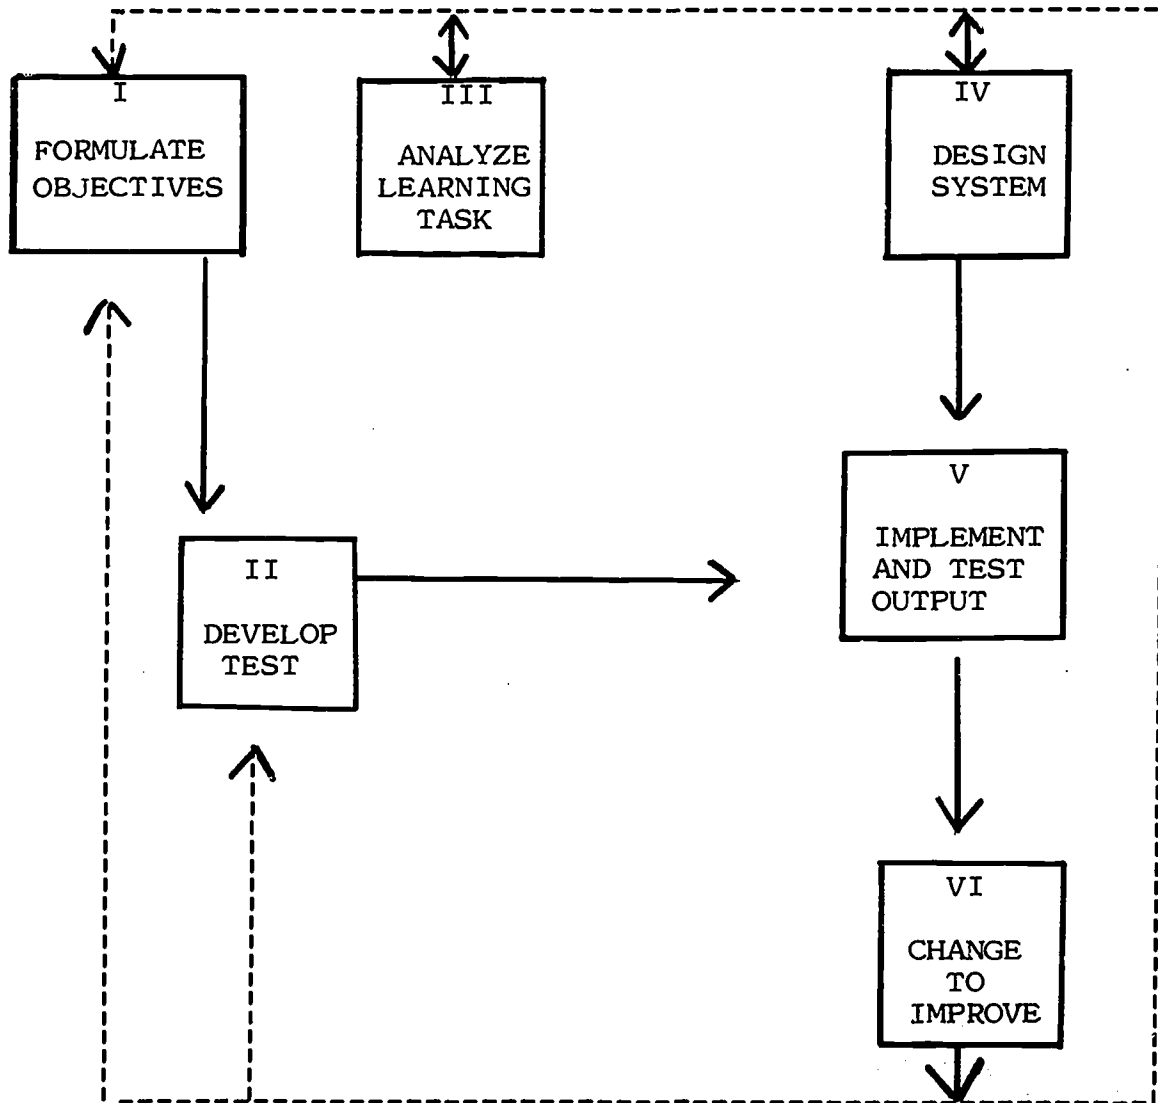 I
FORMULATE
OBJECTIVES
III
ANALYZE
LEARNING
TASK
IV
DESIGN
SYSTEM
II
DEVELOP
TEST
V
IMPLEMENT
AND TEST
OUTPUT
VI
CHANGE
TO
IMPROVE